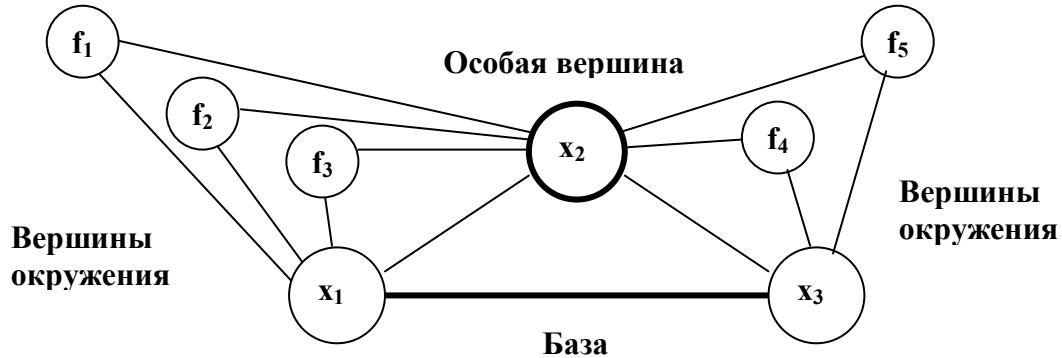 f₁
f₅
Особая вершина
f₂
f₃
x₂
f₄
Вершины
окружения
Вершины
окружения
x₁
x₃
База